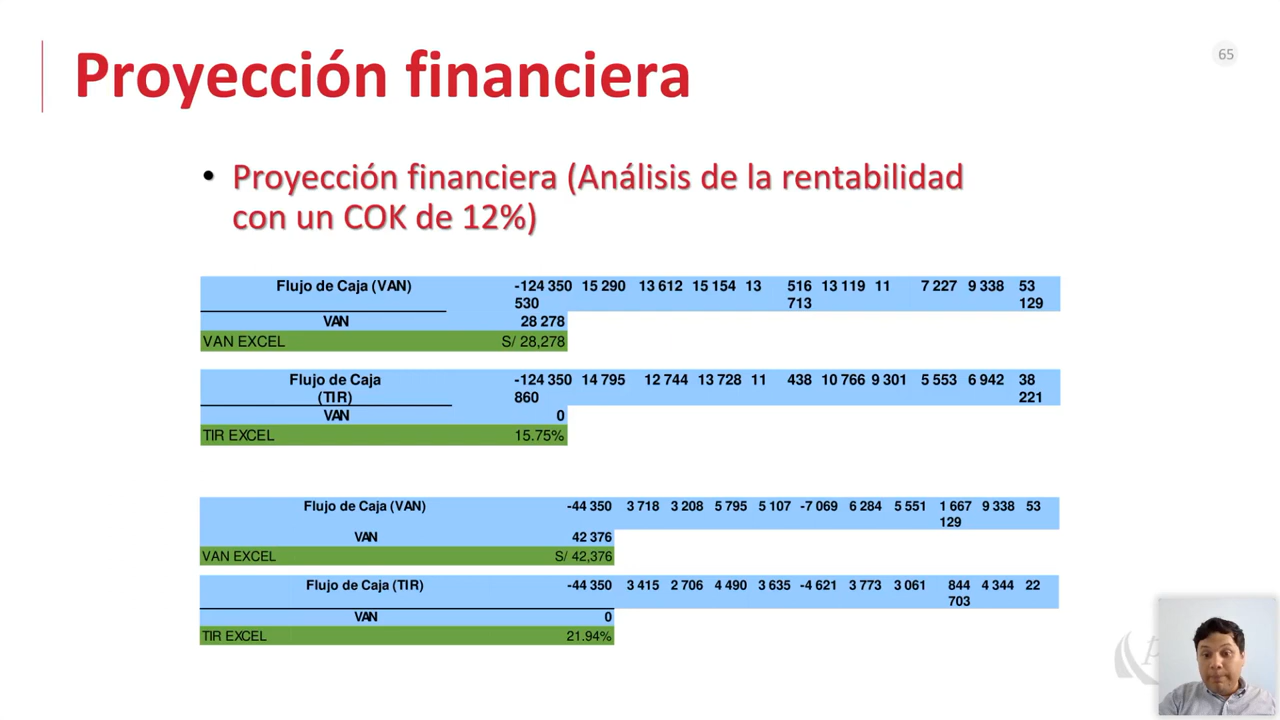 Proyección financiera
65
• Proyección financiera (Análisis de la rentabilidad
con un COK de 12%)
Flujo de Caja (VAN) -124 350 15 290 13 612 15 154 13 516 13 119 11 7 227 9 338 53
530 713 129
VAN 28 278
VAN EXCEL S/ 28,278
Flujo de Caja -124 350 14 795 12 744 13 728 11 438 10 766 9 301 5 553 6 942 38
(TIR) 860 221
VAN 0
TIR EXCEL 15.75%
Flujo de Caja (VAN) -44 350 3 718 3 208 5 795 5 107 -7 069 6 284 5 551 1 667 9 338 53
129
VAN 42 376
VAN EXCEL S/ 42,376
Flujo de Caja (TIR) -44 350 3 415 2 706 4 490 3 635 -4 621 3 773 3 061 844 4 344 22
703
VAN 0
TIR EXCEL 21.94%